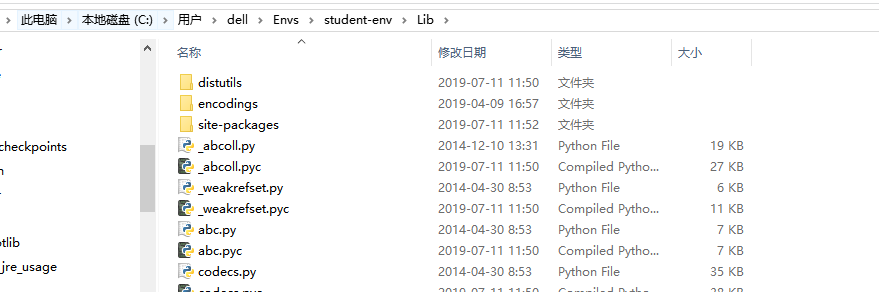 此电脑 > 本地磁盘 (C:) > 用户 > dell > Envs > student-env > Lib >
名称 修改日期 类型 大小
distutils 2019-07-11 11:50 文件夹
encodings 2019-04-09 16:57 文件夹
site-packages 2019-07-11 11:52 文件夹
checkpoints
_abcoll.py 2014-12-10 13:31 Python File 19 KB
_abcoll.pyc 2019-07-11 11:50 Compiled Pytho... 27 KB
_weakrefset.py 2014-04-30 8:53 Python File 6 KB
_weakrefset.pyc 2019-07-11 11:50 Compiled Pytho... 11 KB
abc.py 2014-04-30 8:53 Python File 7 KB
otlib
abc.pyc 2019-07-11 11:50 Compiled Pytho... 7 KB
_jre_usage
codecs.py 2014-04-30 8:53 Python File 35 KB